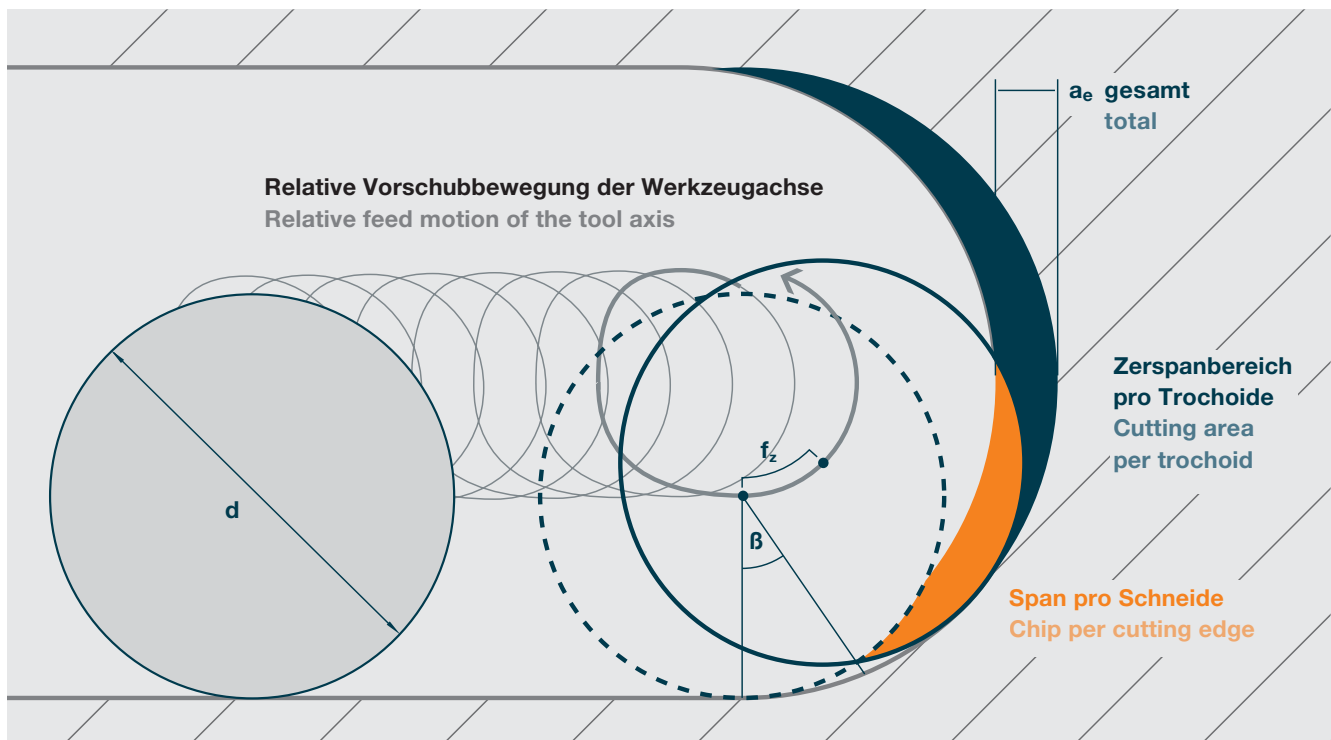 aₑ gesamt
total
Relative Vorschubbewegung der Werkzeugachse
Relative feed motion of the tool axis
Zerspanbereich
pro Trochoide
Cutting area
per trochoid
f_z
d
ß
Span pro Schneide
Chip per cutting edge